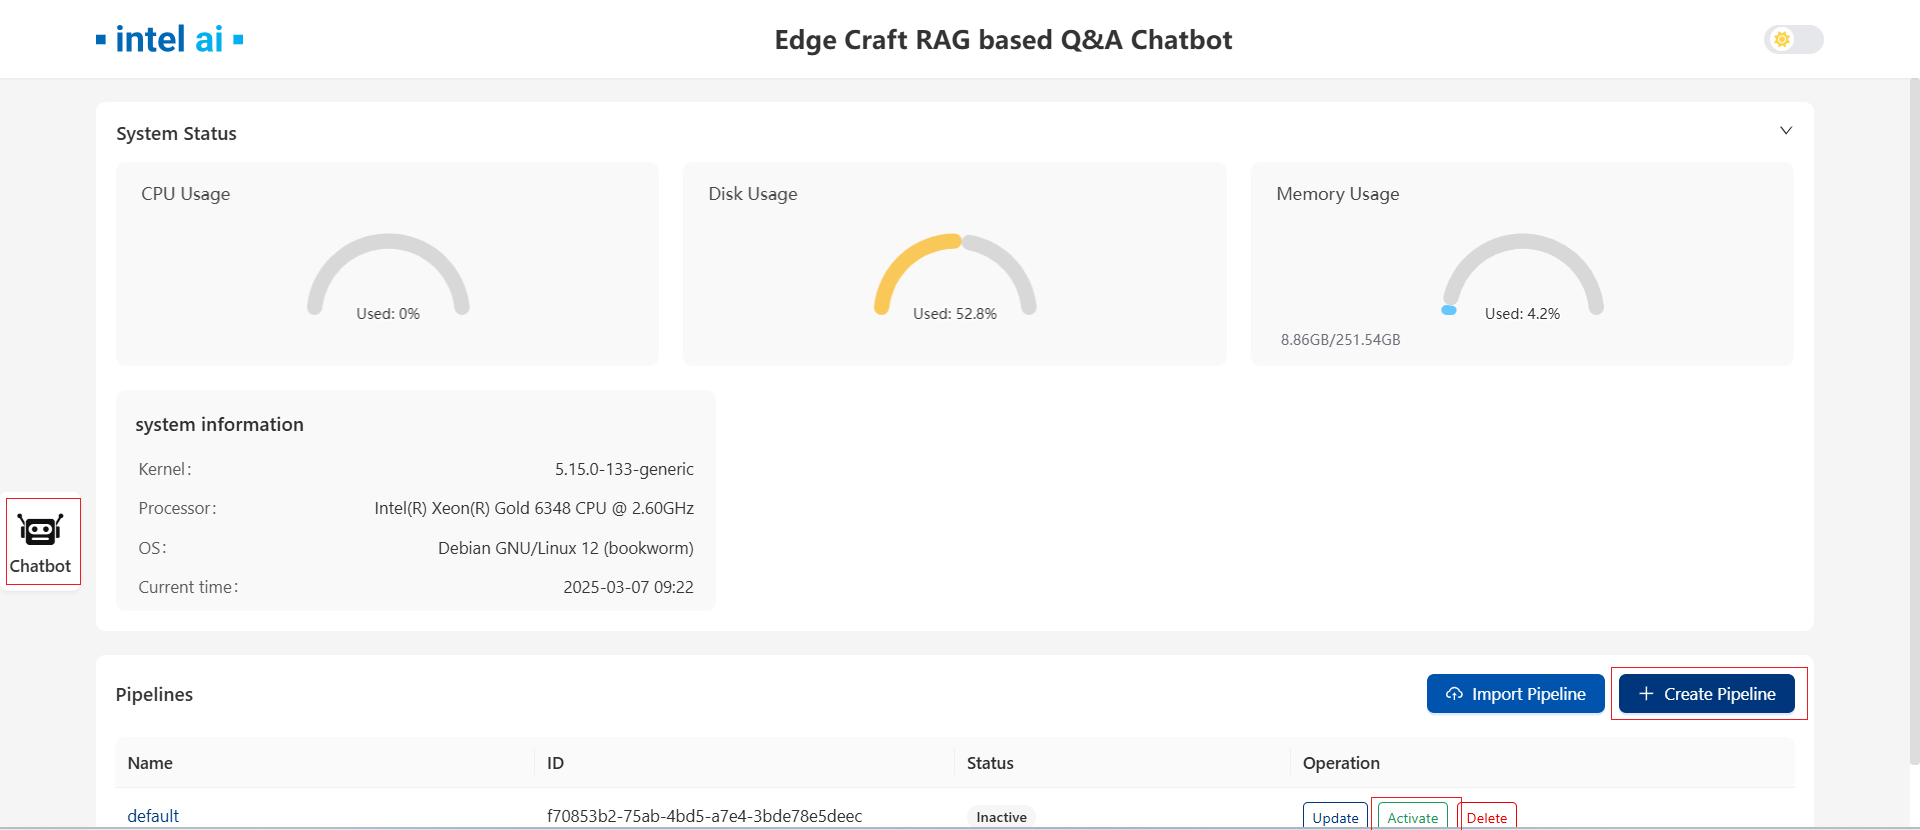 intel ai
Edge Craft RAG based Q&A Chatbot
System Status
CPU Usage
Used: 0%
Disk Usage
Used: 52.8%
Memory Usage
Used: 4.2%
8.86GB/251.54GB
system information
Kernel:
5.15.0-133-generic
Processor:
Intel(R) Xeon(R) Gold 6348 CPU @ 2.60GHz
OS:
Debian GNU/Linux 12 (bookworm)
Current time:
2025-03-07 09:22
Chatbot
Pipelines
Import Pipeline
+ Create Pipeline
Name ID Status Operation
default f70853b2-75ab-4bd5-a7e4-3bde78e5deec Inactive Update Activate Delete